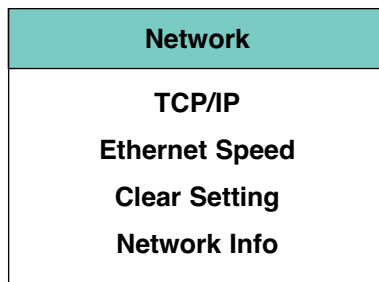 Network
TCP/IP
Ethernet Speed
Clear Setting
Network Info